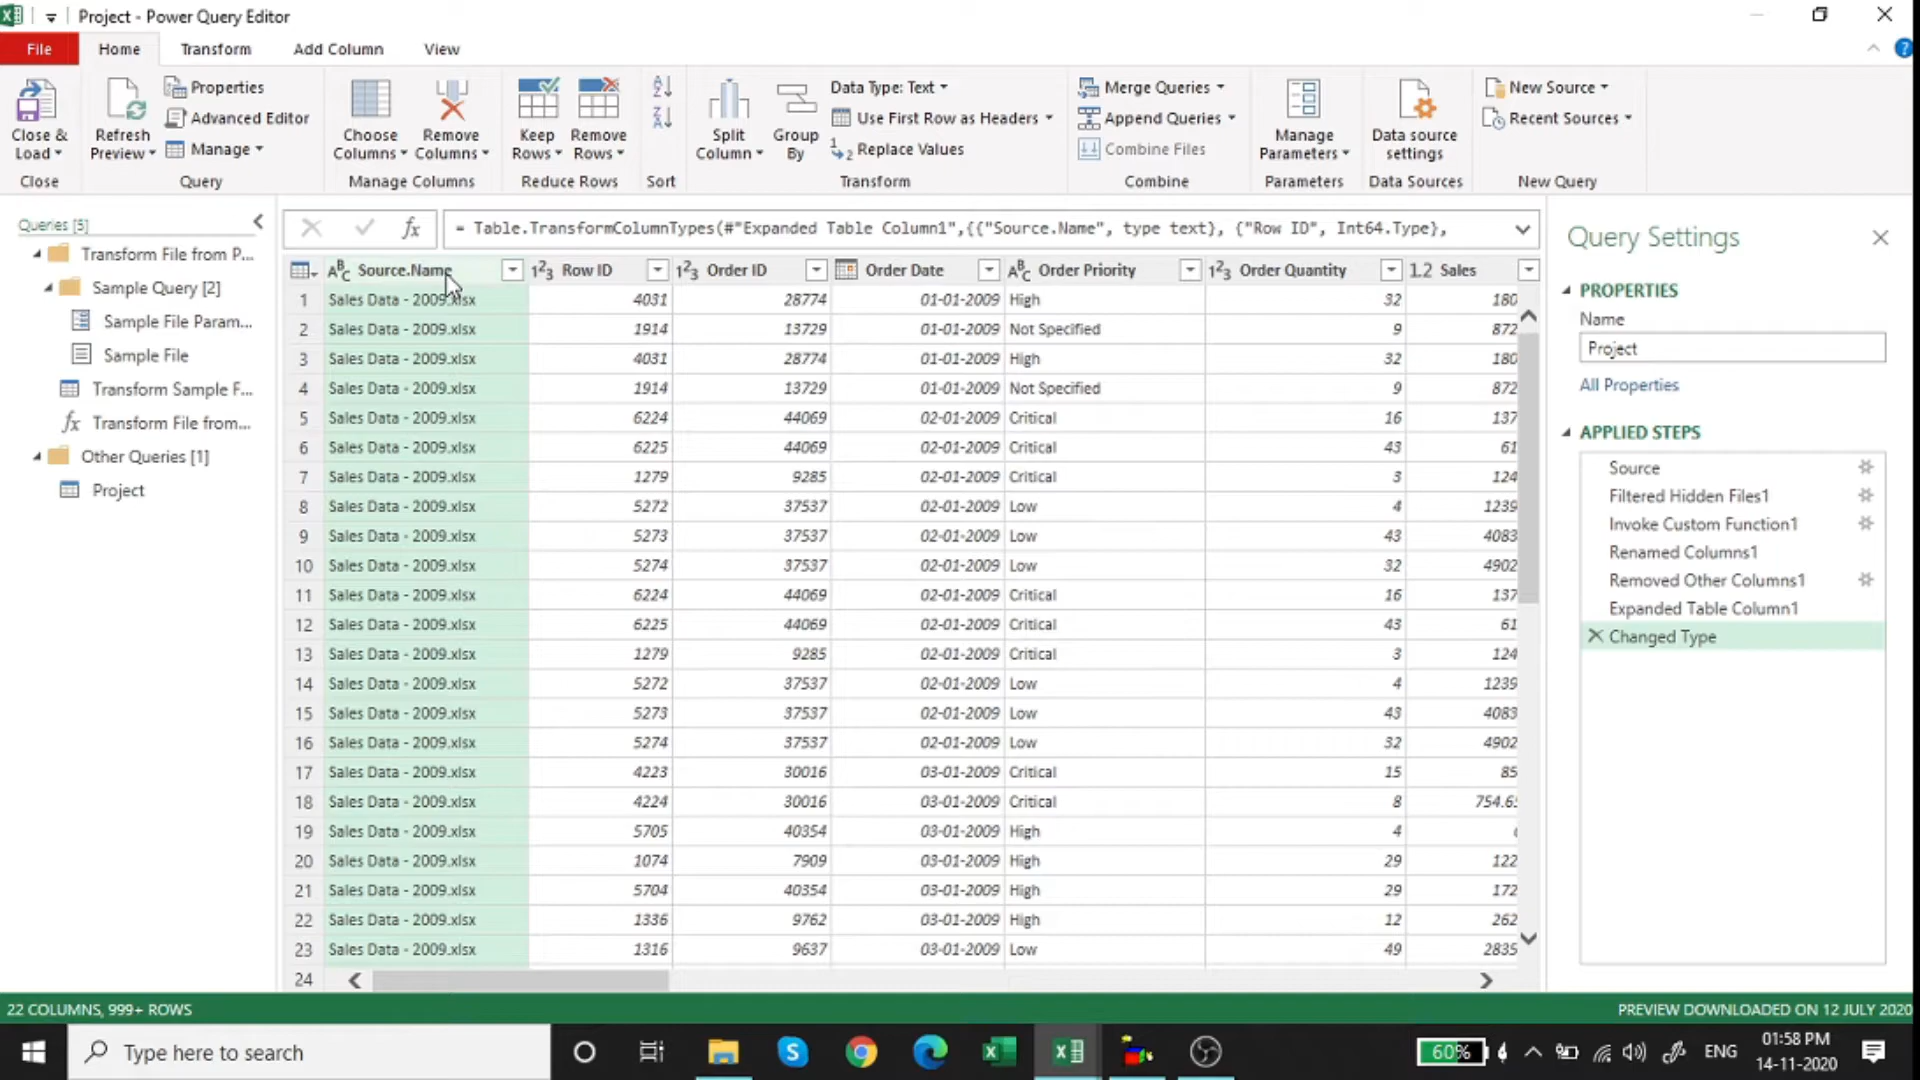 Project - Power Query Editor
File Home Transform Add Column View
Close & Load
Close
Refresh Preview
Properties
Advanced Editor
Manage
Query
Choose Columns
Remove Columns
Manage Columns
Keep Rows
Remove Rows
Reduce Rows
Sort
Split Column
Group By
Data Type: Text
Use First Row as Headers
Replace Values
Transform
Merge Queries
Append Queries
Combine Files
Combine
Manage Parameters
Parameters
Data source settings
Data Sources
New Source
Recent Sources
New Query
Queries [5]
Transform File from P...
Sample Query [2]
Sample File Param...
Sample File
Transform Sample F...
Transform File from...
Other Queries [1]
Project
fx = Table.TransformColumnTypes(#"Expanded Table Column1",{{"Source.Name", type text}, {"Row ID", Int64.Type},
Source.Name Row ID Order ID Order Date Order Priority Order Quantity 1.2 Sales
1 Sales Data - 2009.xlsx 4031 28774 01-01-2009 High 32 180
2 Sales Data - 2009.xlsx 1914 13729 01-01-2009 Not Specified 9 872
3 Sales Data - 2009.xlsx 4031 28774 01-01-2009 High 32 180
4 Sales Data - 2009.xlsx 1914 13729 01-01-2009 Not Specified 9 872
5 Sales Data - 2009.xlsx 6224 44069 02-01-2009 Critical 16 137
6 Sales Data - 2009.xlsx 6225 44069 02-01-2009 Critical 43 61
7 Sales Data - 2009.xlsx 1279 9285 02-01-2009 Critical 3 124
8 Sales Data - 2009.xlsx 5272 37537 02-01-2009 Low 4 1239
9 Sales Data - 2009.xlsx 5273 37537 02-01-2009 Low 43 4083
10 Sales Data - 2009.xlsx 5274 37537 02-01-2009 Low 32 4902
11 Sales Data - 2009.xlsx 6224 44069 02-01-2009 Critical 16 137
12 Sales Data - 2009.xlsx 6225 44069 02-01-2009 Critical 43 61
13 Sales Data - 2009.xlsx 1279 9285 02-01-2009 Critical 3 124
14 Sales Data - 2009.xlsx 5272 37537 02-01-2009 Low 4 1239
15 Sales Data - 2009.xlsx 5273 37537 02-01-2009 Low 43 4083
16 Sales Data - 2009.xlsx 5274 37537 02-01-2009 Low 32 4902
17 Sales Data - 2009.xlsx 4223 30016 03-01-2009 Critical 15 85
18 Sales Data - 2009.xlsx 4224 30016 03-01-2009 Critical 8 754.6
19 Sales Data - 2009.xlsx 5705 40354 03-01-2009 High 4
20 Sales Data - 2009.xlsx 1074 7909 03-01-2009 High 29 122
21 Sales Data - 2009.xlsx 5704 40354 03-01-2009 High 29 172
22 Sales Data - 2009.xlsx 1336 9762 03-01-2009 High 12 262
23 Sales Data - 2009.xlsx 1316 9637 03-01-2009 Low 49 2835
24
Query Settings
PROPERTIES
Name
Project
All Properties
APPLIED STEPS
Source
Filtered Hidden Files1
Invoke Custom Function1
Renamed Columns1
Removed Other Columns1
Expanded Table Column1
Changed Type
22 COLUMNS, 999+ ROWS
PREVIEW DOWNLOADED ON 12 JULY 2020
Type here to search
60%
ENG
01:58 PM
14-11-2020